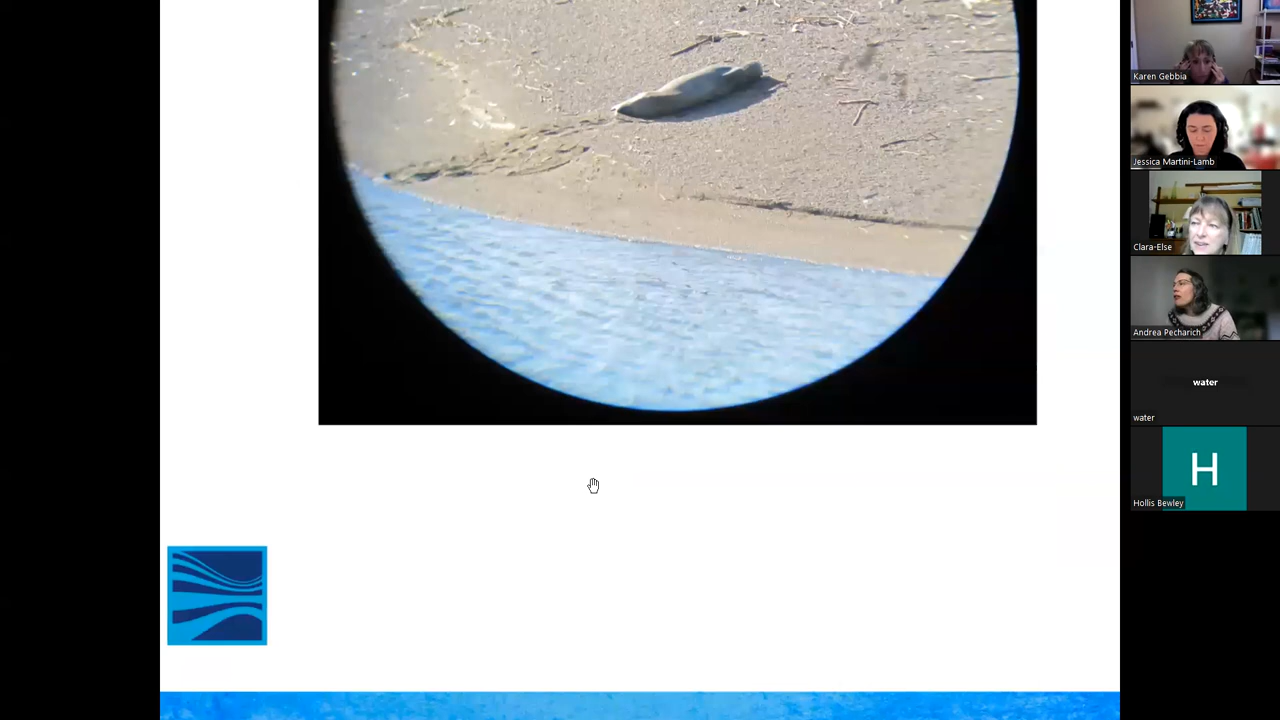 Karen Gebbia
Jessica Martini-Lamb
Clara-Else
Andrea Pecharich
water
water
H
Hollis Bewley